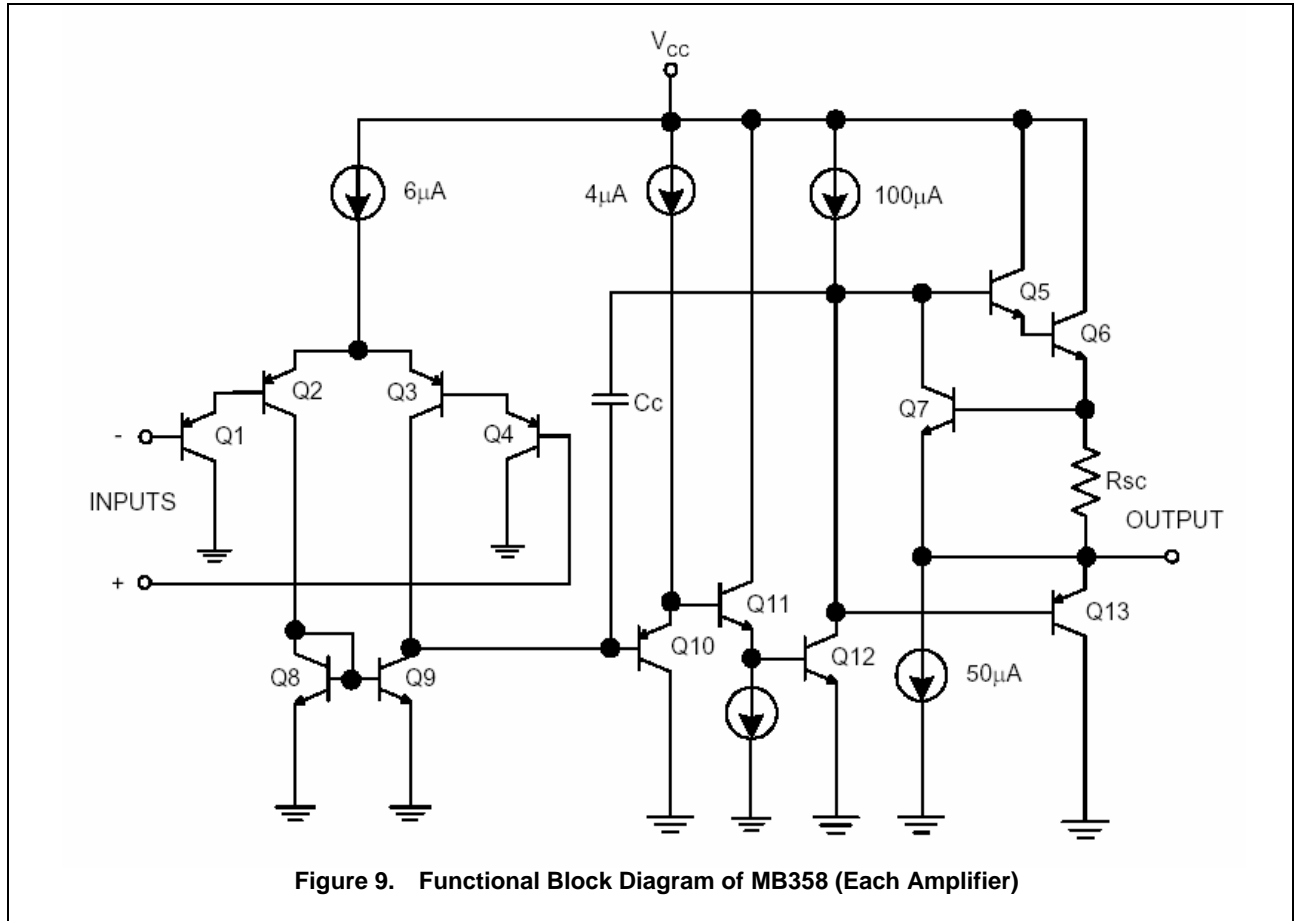 V_CC
6µA
4µA
100µA
Q5
Q6
Q2
Q3
Cc
Q7
- Q1
Q4
Rsc
INPUTS
OUTPUT
+
Q11
Q13
Q10
Q12
Q8
Q9
50µA
Figure 9. Functional Block Diagram of MB358 (Each Amplifier)